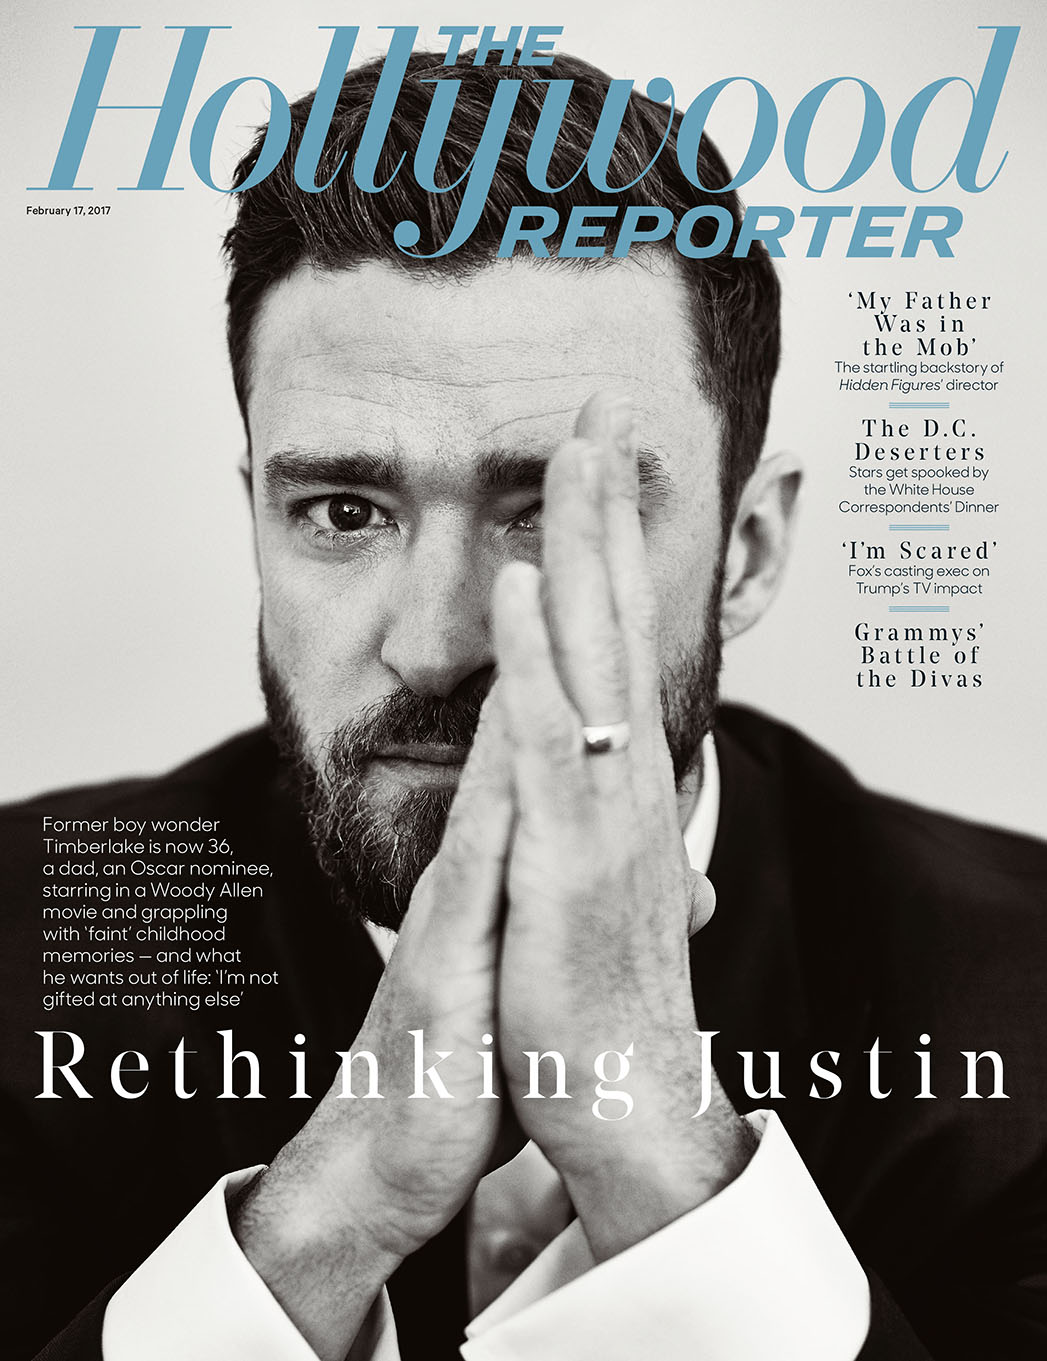 THE
Hollywood
REPORTER
February 17, 2017
‘My Father
Was in
the Mob’
The startling backstory of
Hidden Figures’ director
The D.C.
Deserters
Stars get spooked by
the White House
Correspondents’ Dinner
‘I’m Scared’
Fox’s casting exec on
Trump’s TV impact
Grammys’
Battle of
the Divas
Former boy wonder
Timberlake is now 36,
a dad, an Oscar nominee,
starring in a Woody Allen
movie and grappling
with ‘faint’ childhood
memories — and what
he wants out of life: ‘I’m not
gifted at anything else’
Rethinking Justin